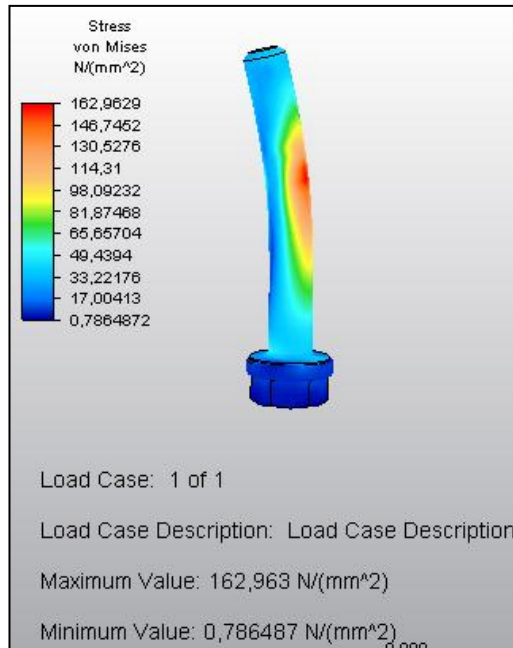 Stress
von Mises
N/(mm^2)
162,9629
146,7452
130,5276
114,31
98,09232
81,87468
65,65704
49,4394
33,22176
17,00413
0,7864872
Load Case: 1 of 1
Load Case Description: Load Case Description
Maximum Value: 162,963 N/(mm^2)
Minimum Value: 0,786487 N/(mm^2)